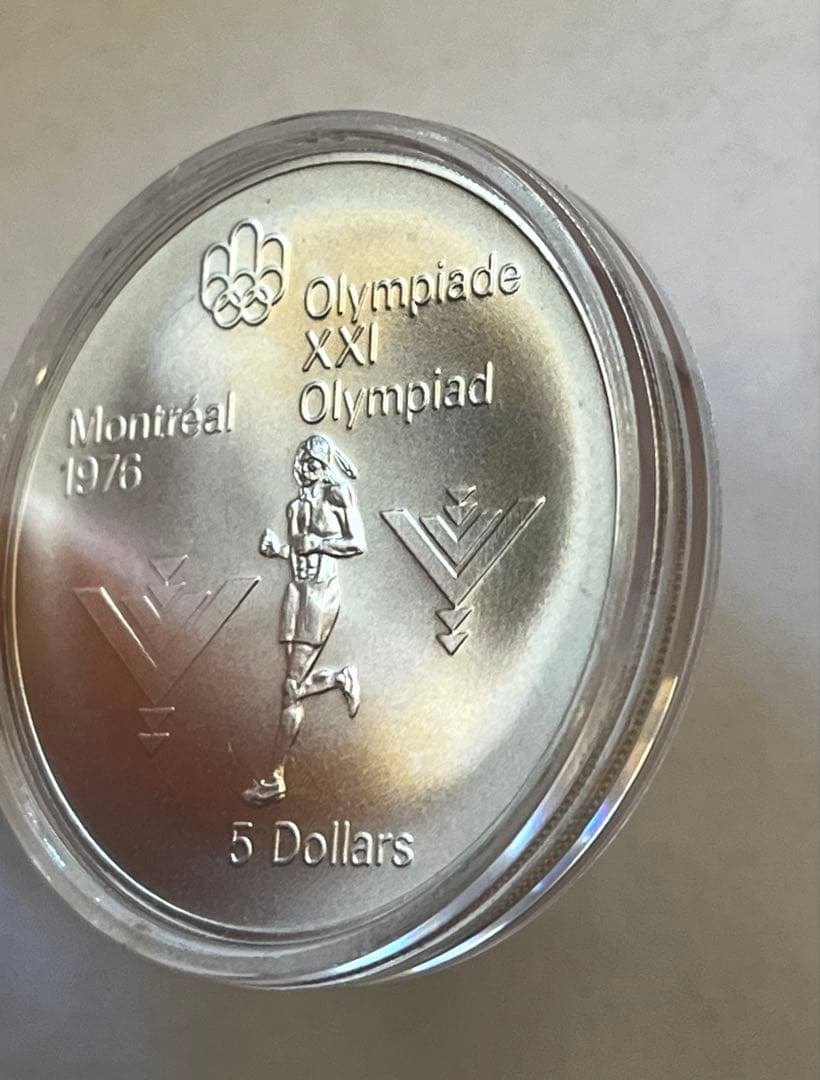 Olympiade
XXI
Olympiad
Montréal
1976
5 Dollars